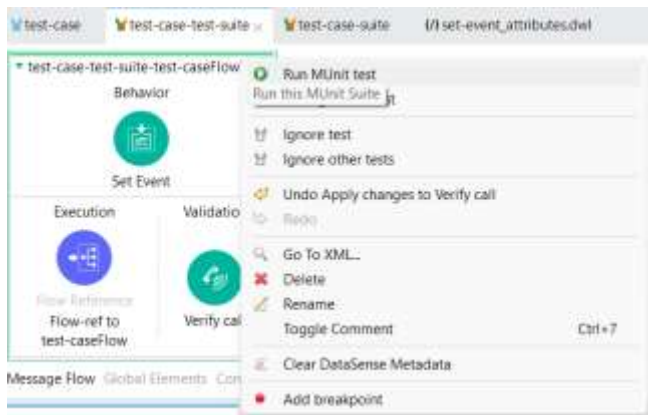 test-case
test-case-test-suite
test-case-suite
set-event_attributes.dwl
test-case-test-suite-test-caseFlow
Behavior
Set Event
Execution
Validatio
Flow Reference
Flow-ref to
test-caseFlow
Verify cal
Message Flow
Global Elements
Con
Run MUnit test
Run this MUnit Suite
Ignore test
Ignore other tests
Undo Apply changes to Verify call
Redo
Go To XML...
Delete
Rename
Toggle Comment Ctrl+7
Clear DataSense Metadata
Add breakpoint